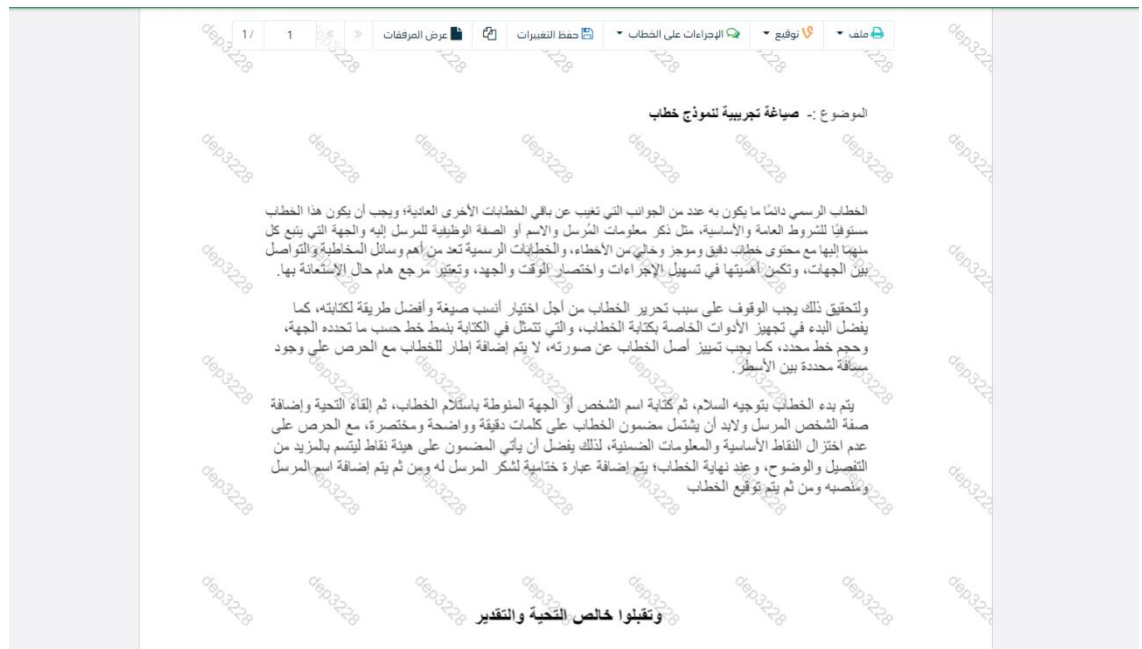 ملف
توقيع
الإجراءات على الخطاب
حفظ التغييرات
عرض المرفقات
1
1 /
الموضوع :- صياغة تجريبية لنموذج خطاب
الخطاب الرسمي دائمًا ما يكون به عدد من الجوانب التي تغيب عن باقي الخطابات الأخرى العادية؛ ويجب أن يكون هذا الخطاب
مستوفيًا للشروط العامة والأساسية، مثل ذكر معلومات المُرسل والاسم أو الصفة الوظيفية للمرسل إليه والجهة التي يتبع كل
منهما إليها مع محتوى خطاب دقيق وموجز وخالي من الأخطاء، والخطابات الرسمية تعد من أهم وسائل المخاطبة والتواصل
بين الجهات، وتكمن أهميتها في تسهيل الإجراءات واختصار الوقت والجهد، وتعتبر مرجع هام حال الاستعانة بها.
ولتحقيق ذلك يجب الوقوف على سبب تحرير الخطاب من أجل اختيار أنسب صيغة وأفضل طريقة لكتابته، كما
يفضل البدء في تجهيز الأدوات الخاصة بكتابة الخطاب، والتي تتمثل في الكتابة بنمط خط حسب ما تحدده الجهة،
وحجم خط محدد، كما يجب تمييز أصل الخطاب عن صورته، لا يتم إضافة إطار للخطاب مع الحرص على وجود
مسافة محددة بين الأسطر.
يتم بدء الخطاب بتوجيه السلام، ثم كتابة اسم الشخص أو الجهة المنوطة باستلام الخطاب، ثم إلقاء التحية وإضافة
صفة الشخص المرسل ولابد أن يشتمل مضمون الخطاب على كلمات دقيقة وواضحة ومختصرة، مع الحرص على
عدم اختزال النقاط الأساسية والمعلومات الضمنية، لذلك يفضل أن يأتي المضمون على هيئة نقاط ليتسم بالمزيد من
التفصيل والوضوح، وعند نهاية الخطاب؛ يتم إضافة عبارة ختامية لشكر المرسل له ومن ثم يتم إضافة اسم المرسل
ومنصبه ومن ثم يتم توقيع الخطاب
وتقبلوا خالص التحية والتقدير
dep3228